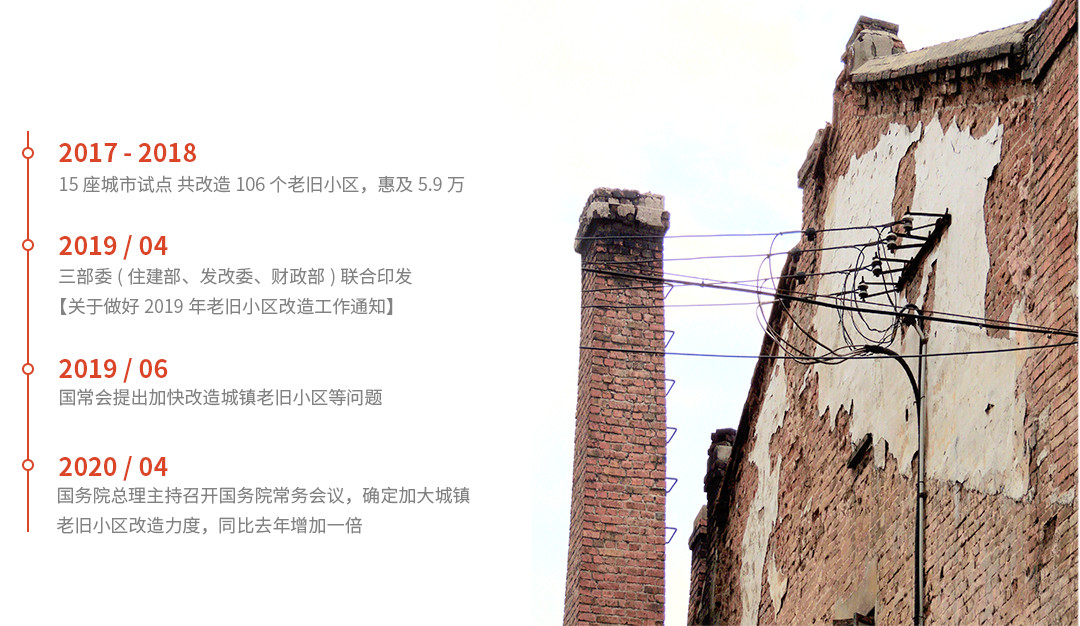 2017 - 2018
15 座城市试点 共改造 106 个老旧小区，惠及 5.9 万
2019 / 04
三部委 ( 住建部、发改委、财政部 ) 联合印发
【关于做好 2019 年老旧小区改造工作通知】
2019 / 06
国常会提出加快改造城镇老旧小区等问题
2020 / 04
国务院总理主持召开国务院常务会议，确定加大城镇
老旧小区改造力度，同比去年增加一倍